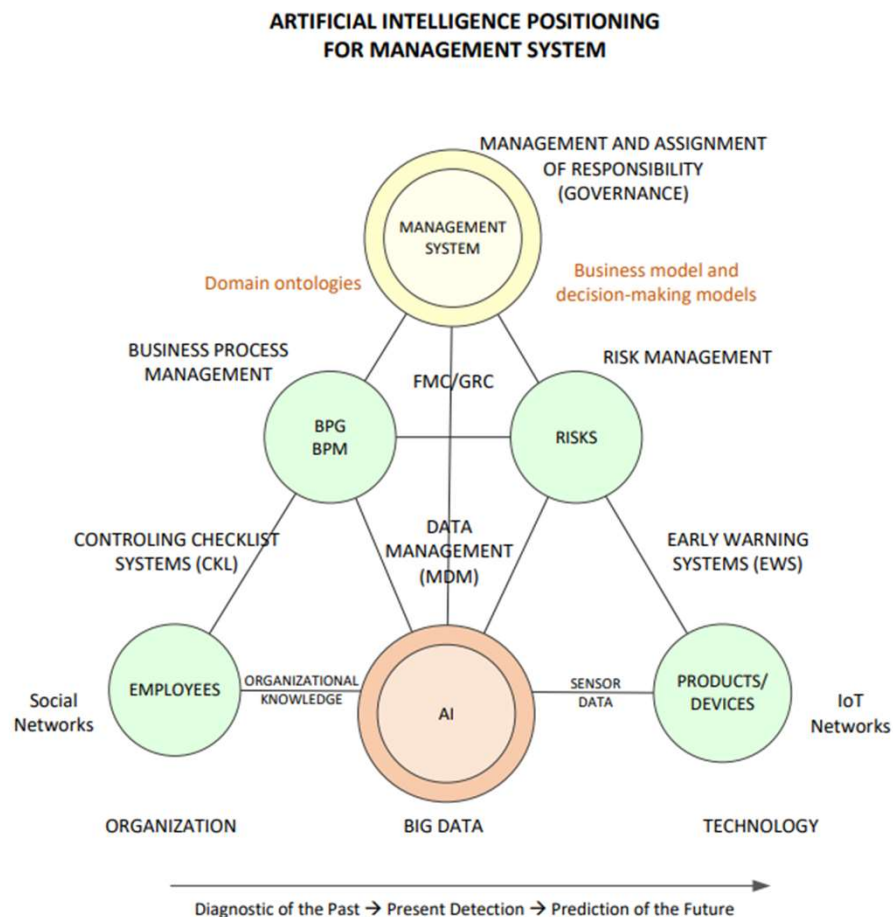 ARTIFICIAL INTELLIGENCE POSITIONING
FOR MANAGEMENT SYSTEM
MANAGEMENT AND ASSIGNMENT
OF RESPONSIBILITY
(GOVERNANCE)
MANAGEMENT
SYSTEM
Domain ontologies
Business model and
decision-making models
BUSINESS PROCESS
MANAGEMENT
RISK MANAGEMENT
FMC/GRC
BPG
BPM
RISKS
CONTROLING CHECKLIST
SYSTEMS (CKL)
DATA
MANAGEMENT
(MDM)
EARLY WARNING
SYSTEMS (EWS)
Social
Networks
EMPLOYEES
ORGANIZATIONAL
KNOWLEDGE
AI
SENSOR
DATA
PRODUCTS/
DEVICES
IoT
Networks
ORGANIZATION
BIG DATA
TECHNOLOGY
Diagnostic of the Past → Present Detection → Prediction of the Future